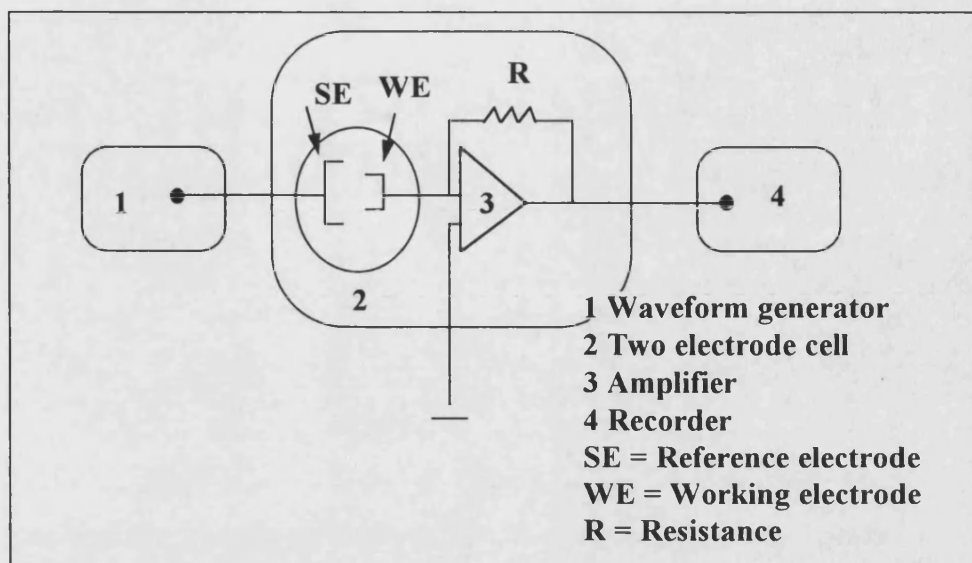 R
SE WE
1
3
4
2
1 Waveform generator
2 Two electrode cell
3 Amplifier
4 Recorder
SE = Reference electrode
WE = Working electrode
R = Resistance